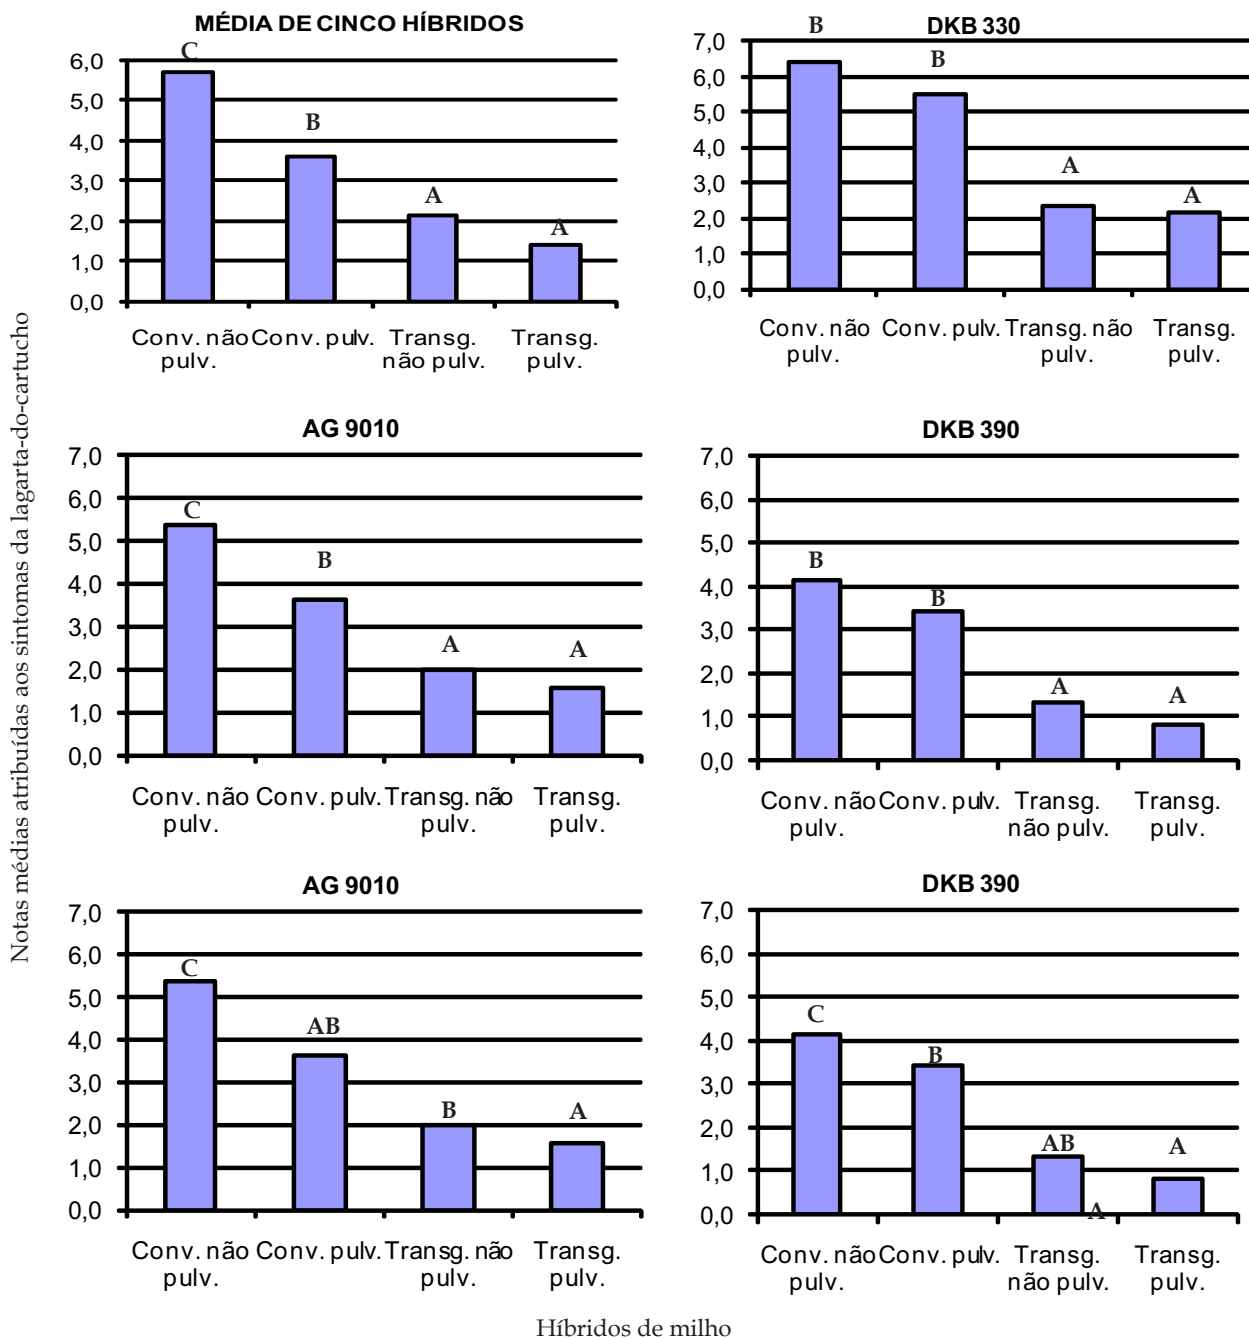 Notas médias atribuídas aos sintomas da lagarta-do-cartucho
MÉDIA DE CINCO HÍBRIDOS
6,0
5,0
4,0
3,0
2,0
1,0
0,0
C
B
A
A
Conv. não Conv. pulv. Transg. Transg.
pulv. não pulv. pulv.
DKB 330
7,0
6,0
5,0
4,0
3,0
2,0
1,0
0,0
B
B
A
A
Conv. não Conv. pulv. Transg. não Transg.
pulv. pulv. pulv.
AG 9010
7,0
6,0
5,0
4,0
3,0
2,0
1,0
0,0
C
B
A
A
Conv. não Conv. pulv. Transg. não Transg.
pulv. pulv. pulv.
DKB 390
7,0
6,0
5,0
4,0
3,0
2,0
1,0
0,0
B
B
A
A
Conv. não Conv. pulv. Transg. Transg.
pulv. não pulv. pulv.
AG 9010
7,0
6,0
5,0
4,0
3,0
2,0
1,0
0,0
C
AB
B
A
Conv. não Conv. pulv. Transg. não Transg.
pulv. pulv. pulv.
DKB 390
7,0
6,0
5,0
4,0
3,0
2,0
1,0
0,0
C
B
AB
A
A
Conv. não Conv. pulv. Transg. Transg.
pulv. não pulv. pulv.
Híbridos de milho